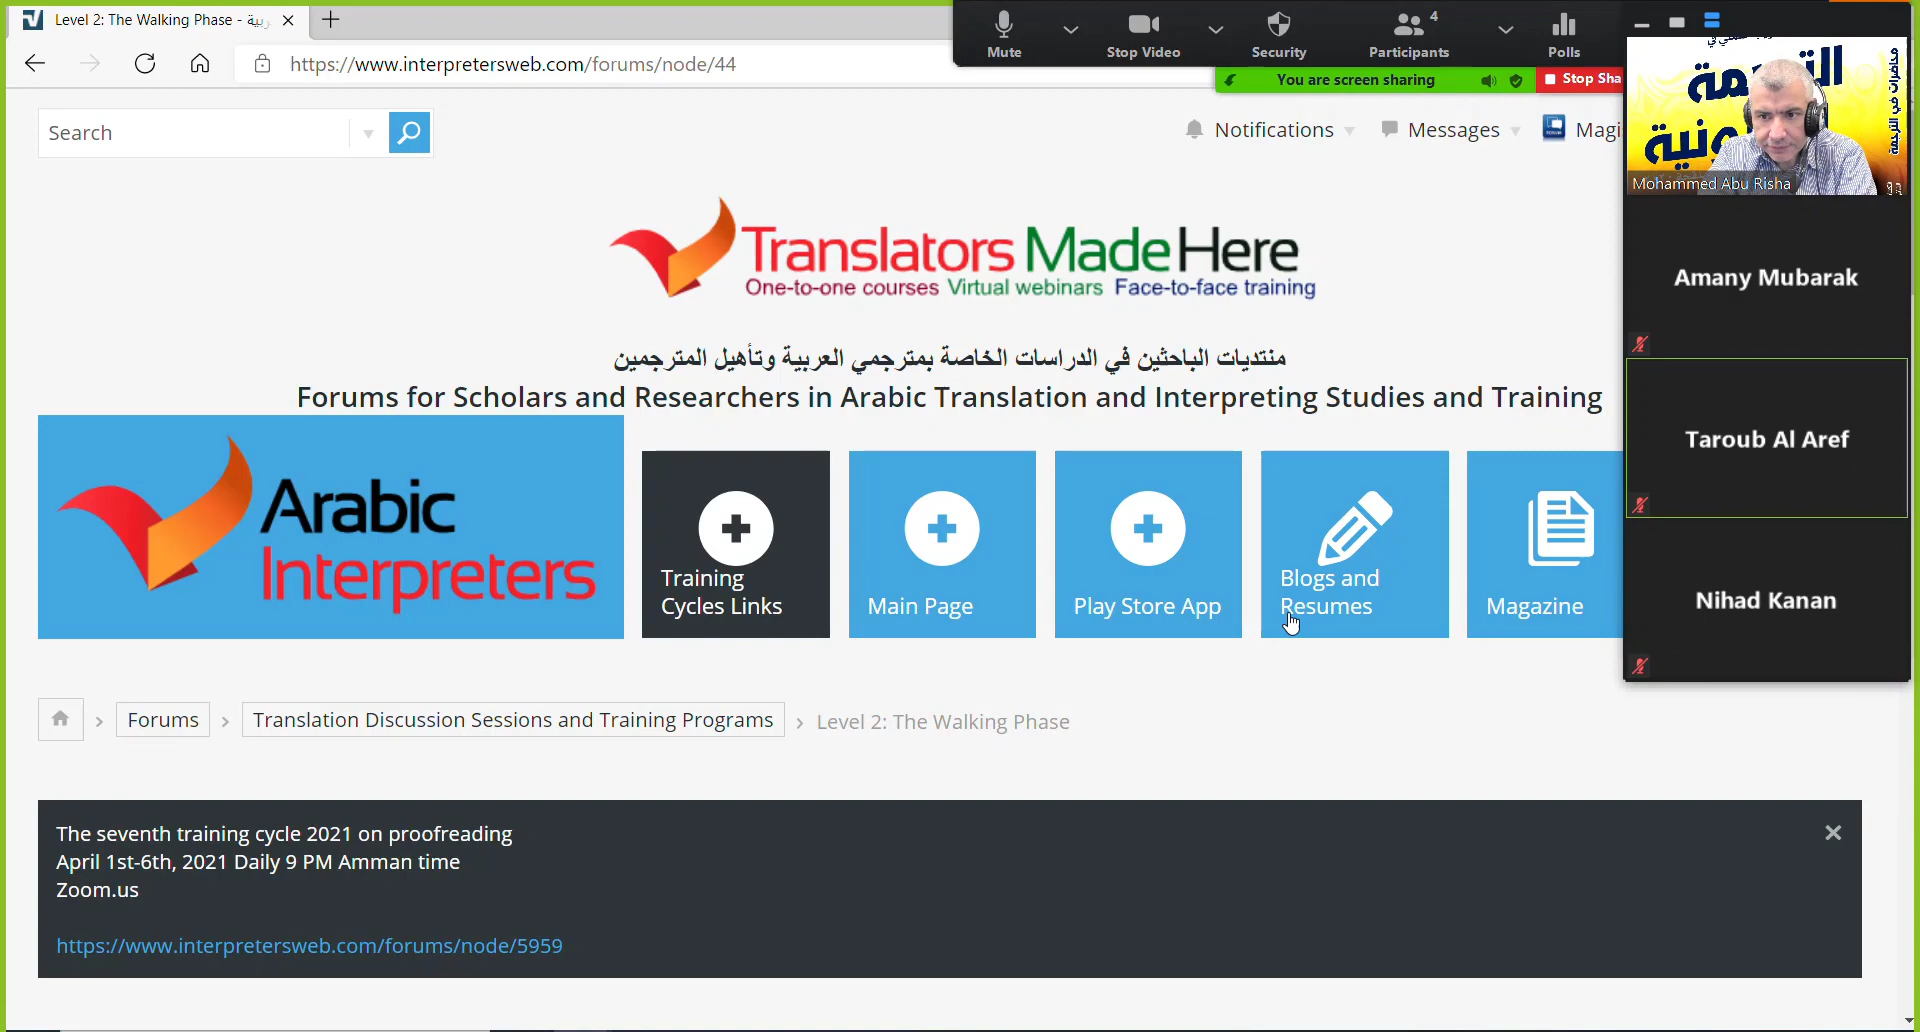 Level 2: The Walking Phase -
https://www.interpretersweb.com/forums/node/44
Mute
Stop Video
Security
Participants
4
Polls
You are screen sharing
Stop Sha
Search
Notifications
Messages
Magi
الترجمة
محاضرات في الترجمة
Mohammed Abu Risha
Amany Mubarak
Taroub Al Aref
Nihad Kanan
Translators Made Here
One-to-one courses Virtual webinars Face-to-face training
منتديات الباحثين في الدراسات الخاصة بمترجمي العربية وتأهيل المترجمين
Forums for Scholars and Researchers in Arabic Translation and Interpreting Studies and Training
Arabic
Interpreters
Training
Cycles Links
Main Page
Play Store App
Blogs and
Resumes
Magazine
Forums
Translation Discussion Sessions and Training Programs
Level 2: The Walking Phase
The seventh training cycle 2021 on proofreading
April 1st-6th, 2021 Daily 9 PM Amman time
Zoom.us
https://www.interpretersweb.com/forums/node/5959